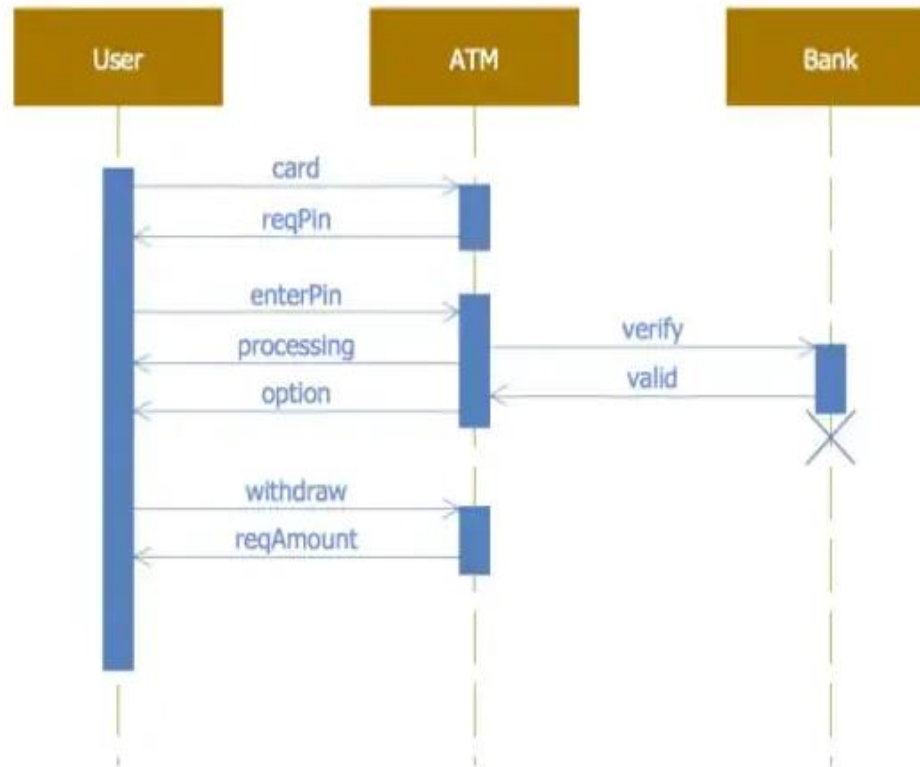 User
ATM
Bank
card
reqPin
enterPin
verify
processing
valid
option
withdraw
reqAmount